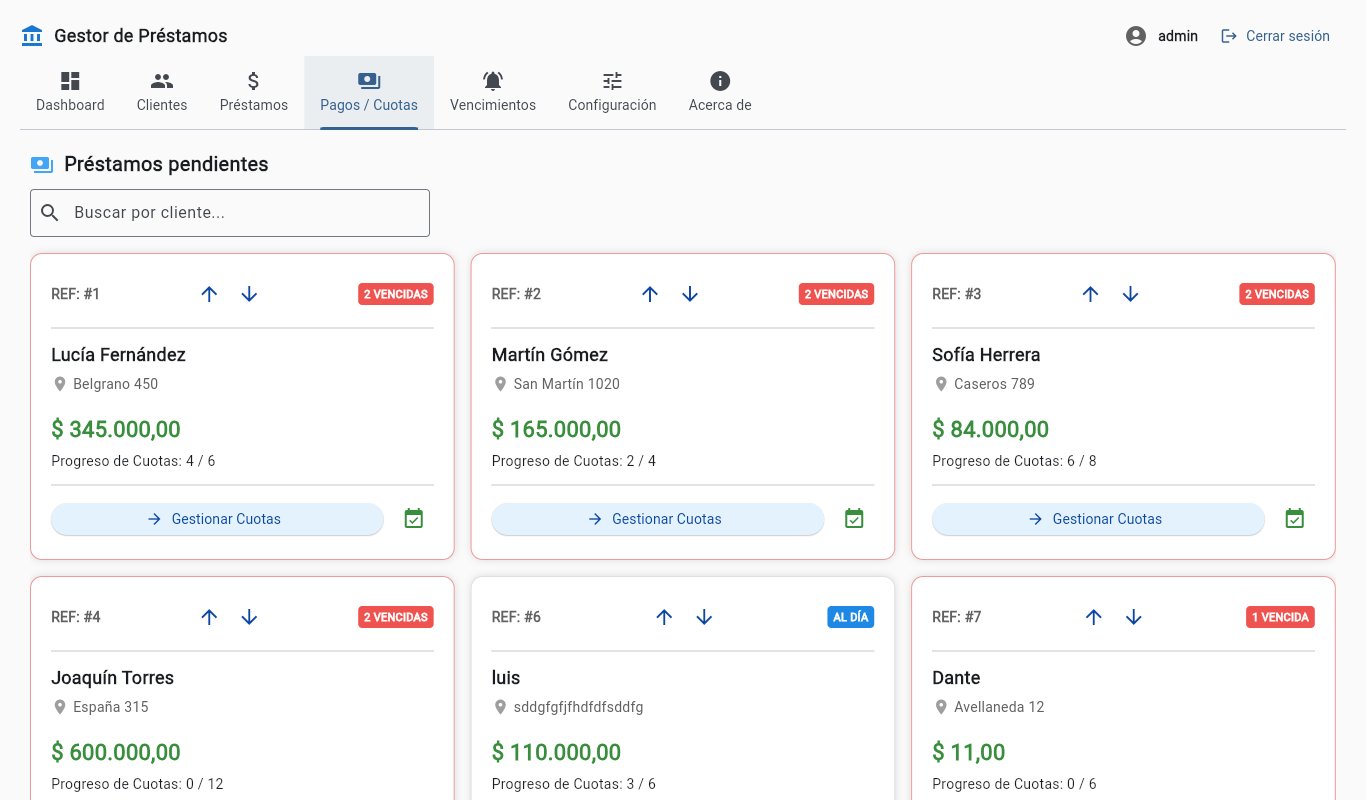 Gestor de Préstamos
admin
Cerrar sesión
Dashboard
Clientes
Préstamos
Pagos / Cuotas
Vencimientos
Configuración
Acerca de
Préstamos pendientes
Buscar por cliente...
REF: #1
2 VENCIDAS
Lucía Fernández
Belgrano 450
$ 345.000,00
Progreso de Cuotas: 4 / 6
Gestionar Cuotas
REF: #2
2 VENCIDAS
Martín Gómez
San Martín 1020
$ 165.000,00
Progreso de Cuotas: 2 / 4
Gestionar Cuotas
REF: #3
2 VENCIDAS
Sofía Herrera
Caseros 789
$ 84.000,00
Progreso de Cuotas: 6 / 8
Gestionar Cuotas
REF: #4
2 VENCIDAS
Joaquín Torres
España 315
$ 600.000,00
Progreso de Cuotas: 0 / 12
REF: #6
AL DÍA
luis
sddgfgfjfhdfdfsddfg
$ 110.000,00
Progreso de Cuotas: 3 / 6
REF: #7
1 VENCIDA
Dante
Avellaneda 12
$ 11,00
Progreso de Cuotas: 0 / 6